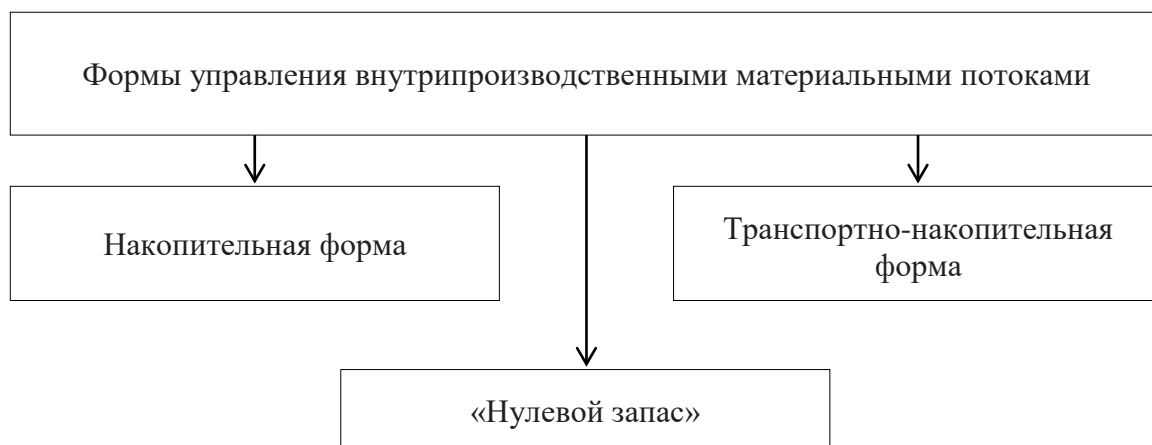 Формы управления внутрипроизводственными материальными потоками
Накопительная форма
Транспортно-накопительная
форма
«Нулевой запас»